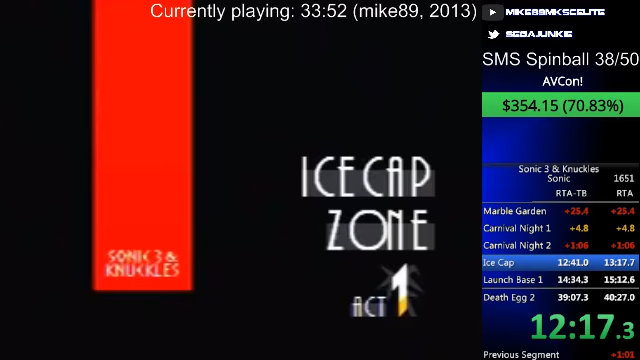 Currently playing: 33:52 (mike89, 2013)
MIKE89MKSCELITE
SEGAJUNKIE
SMS Spinball 38/50
AVCon!
$354.15 (70.83%)
ICECAP
ZONE
ACT 1
SONIC 3 &
KNUCKLES
Sonic 3 & Knuckles
Sonic 1651
RTA-TB RTA
Marble Garden +25.4 +25.4
Carnival Night 1 +4.8 +4.8
Carnival Night 2 +1:06 +1:06
Ice Cap 12:41.0 13:17.7
Launch Base 1 14:34,3 15:12,6
Death Egg 2 39:07.3 40:27.0
12:17.3
Previous Segment +1:01